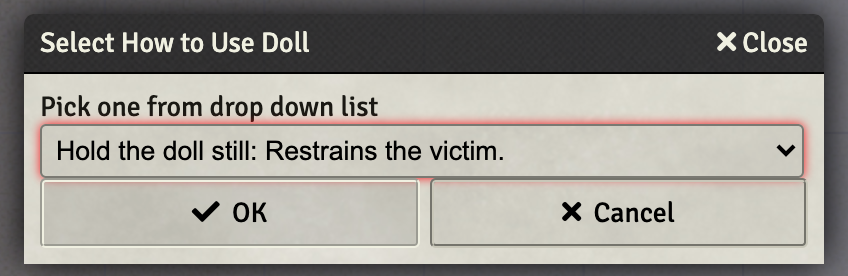 Select How to Use Doll
Close
Pick one from drop down list
Hold the doll still: Restrains the victim.
OK
Cancel